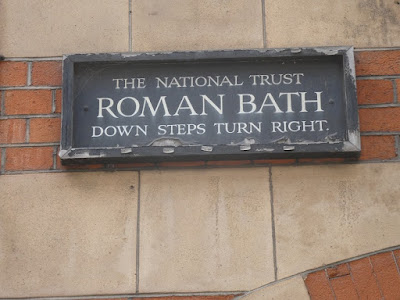 THE NATIONAL TRUST
ROMAN BATH
DOWN STEPS TURN RIGHT.